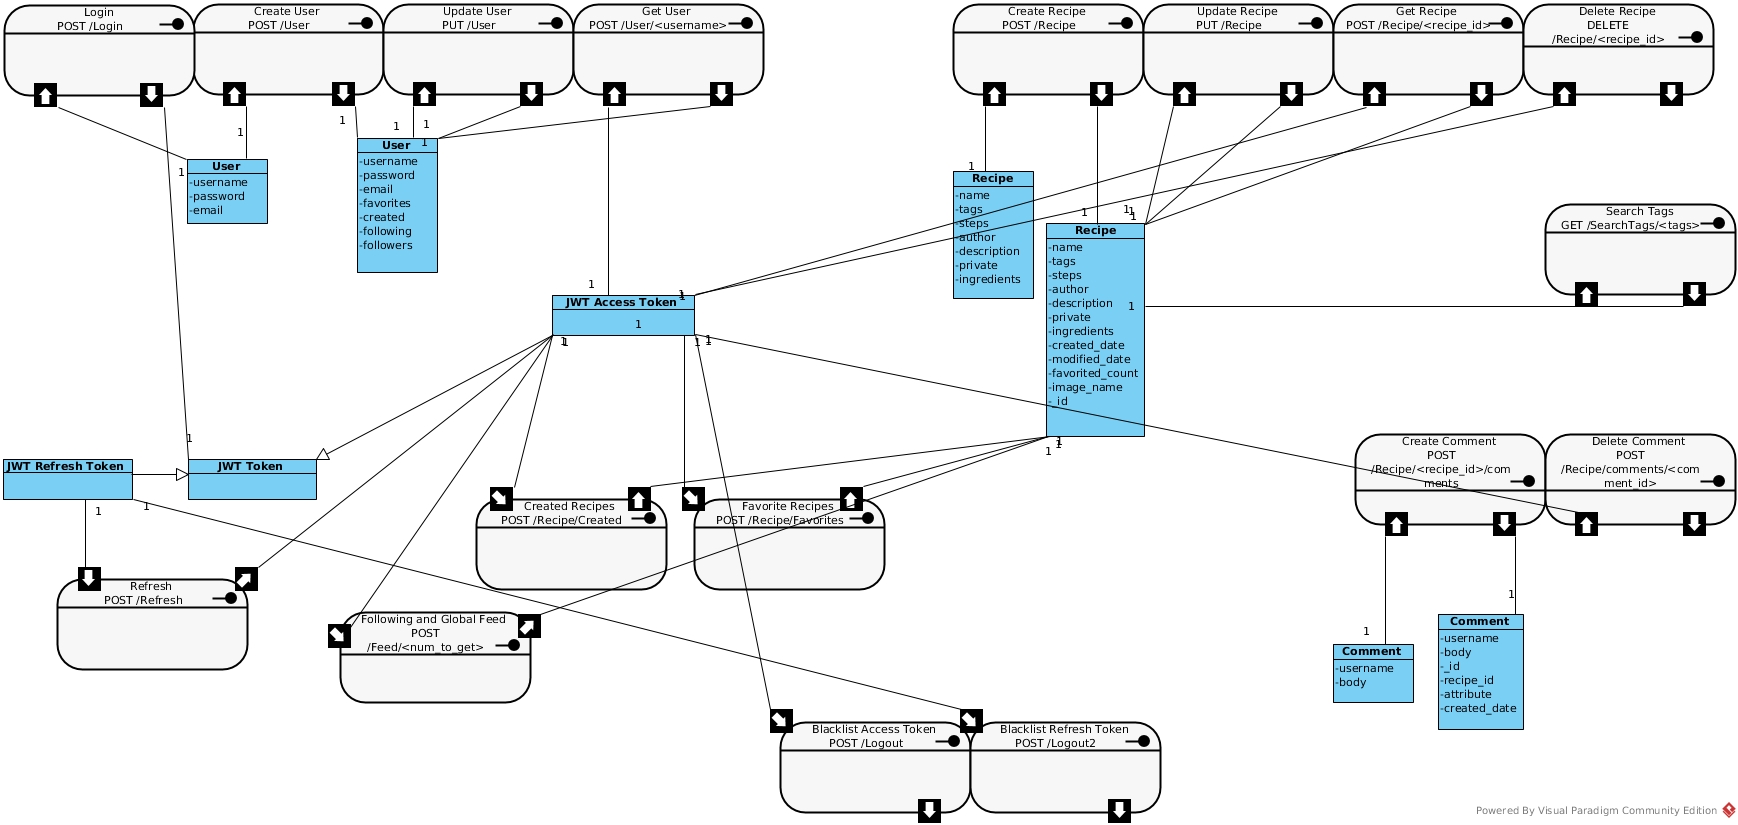 Login
POST /Login
Create User
POST /User
Update User
PUT /User
Get User
POST /User/<username>
Create Recipe
POST /Recipe
Update Recipe
PUT /Recipe
Get Recipe
POST /Recipe/<recipe_id>
Delete Recipe
DELETE
/Recipe/<recipe_id>
1
1
1
1
1
1
User
-username
-password
-email
User
-username
-password
-email
-favorites
-created
-following
-followers
1
Recipe
-name
-tags
-steps
-author
-description
-private
-ingredients
1
1
1
Recipe
-name
-tags
-steps
-author
-description
-private
-ingredients
-created_date
-modified_date
-favorited_count
-image_name
-_id
1
1
1
1
Search Tags
GET /SearchTags/<tags>
1
1
1
JWT Access Token
1
1
1
1
1
1
1
JWT Refresh Token
JWT Token
1
1
1
Created Recipes
POST /Recipe/Created
Favorite Recipes
POST /Recipe/Favorites
Create Comment
POST
/Recipe/<recipe_id>/com
ments
Delete Comment
POST
/Recipe/comments/<com
ment_id>
Refresh
POST /Refresh
Following and Global Feed
POST
/Feed/<num_to_get>
1
1
Comment
-username
-body
Comment
-username
-body
-_id
-recipe_id
-attribute
-created_date
Blacklist Access Token
POST /Logout
Blacklist Refresh Token
POST /Logout2
Powered By Visual Paradigm Community Edition